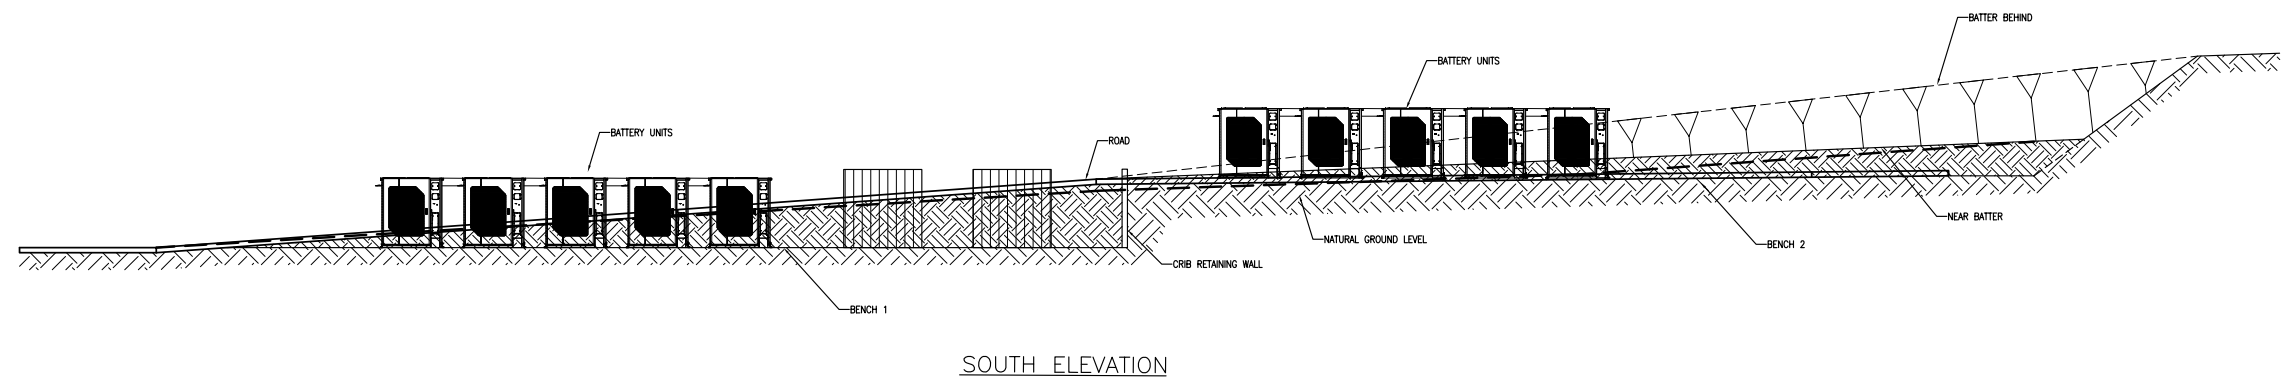 BATTER BEHIND
BATTERY UNITS
BATTERY UNITS
ROAD
NEAR BATTER
NATURAL GROUND LEVEL
BENCH 2
CRIB RETAINING WALL
BENCH 1
SOUTH ELEVATION